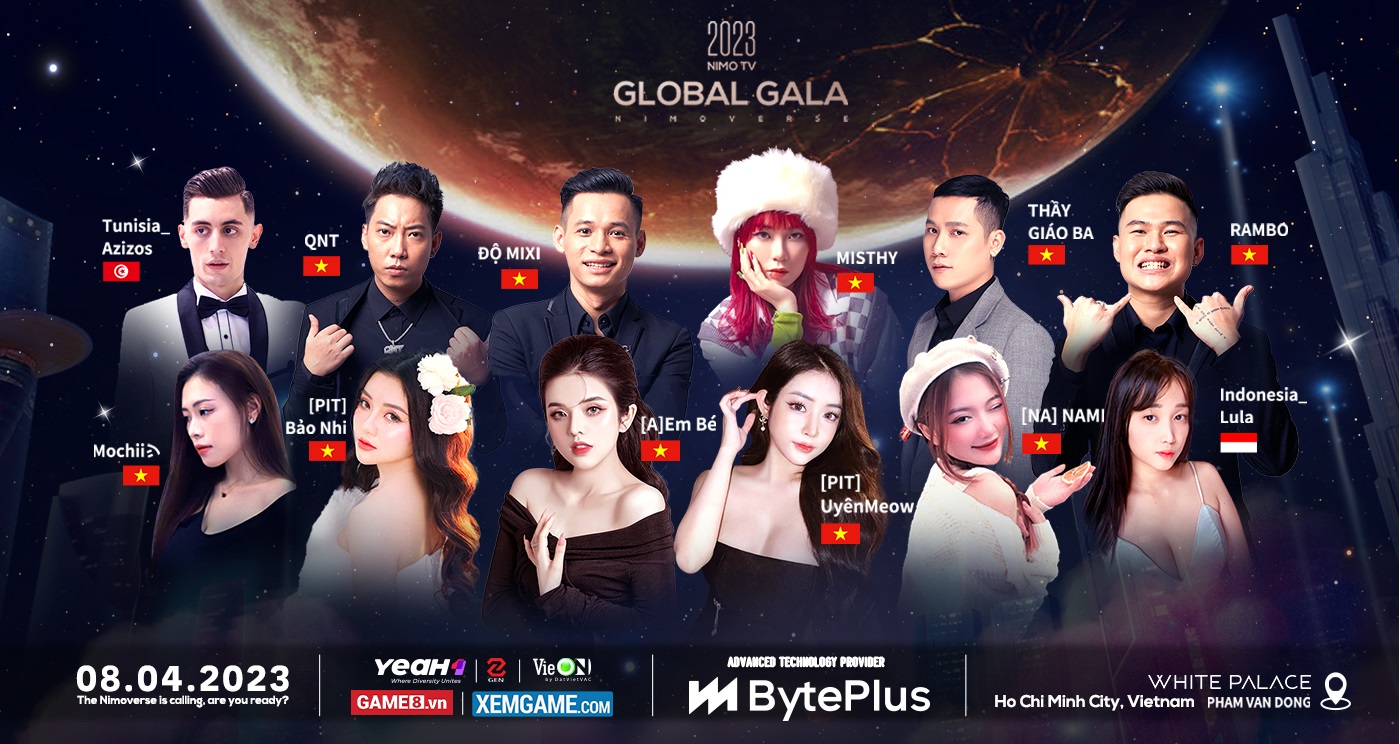 2023
NIMO TV
GLOBAL GALA
NIMOVERSE
Tunisia_
Azizos
QNT
ĐỘ MIXI
MISTHY
THẦY
GIÁO BA
RAMBO
Mochii
[PIT]
Bảo Nhi
[A]Em Bé
[PIT]
UyênMeow
[NA] NAMI
Indonesia_
Lula
08.04.2023
The Nimoverse is calling, are you ready?
YEAH1
Where Diversity Unites
GEN
VieON
by DatVietVAC
GAME8.vn
XEMGAME.COM
ADVANCED TECHNOLOGY PROVIDER
BytePlus
WHITE PALACE
Ho Chi Minh City, Vietnam PHAM VAN DONG